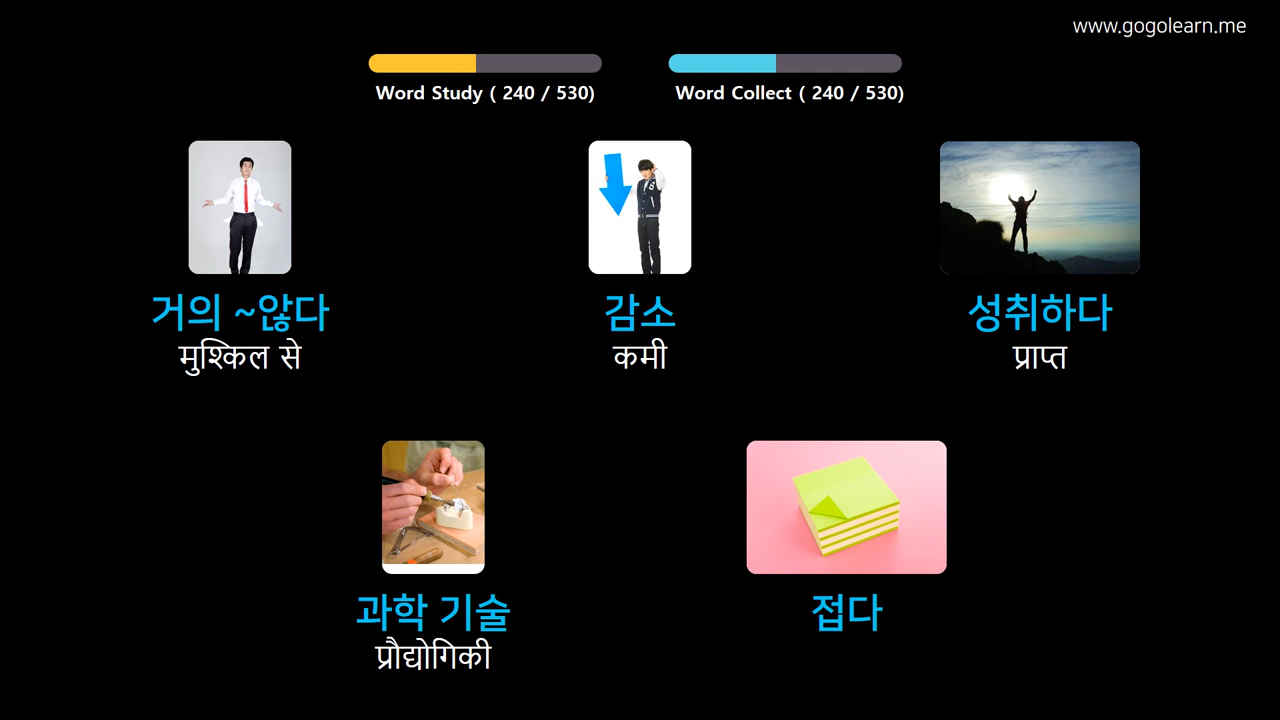 www.gogolearn.me
Word Study ( 240 / 530)
Word Collect ( 240 / 530)
거의 ~않다
मुश्किल से
감소
कमी
성취하다
प्राप्त
과학 기술
प्रौद्योगिकी
접다